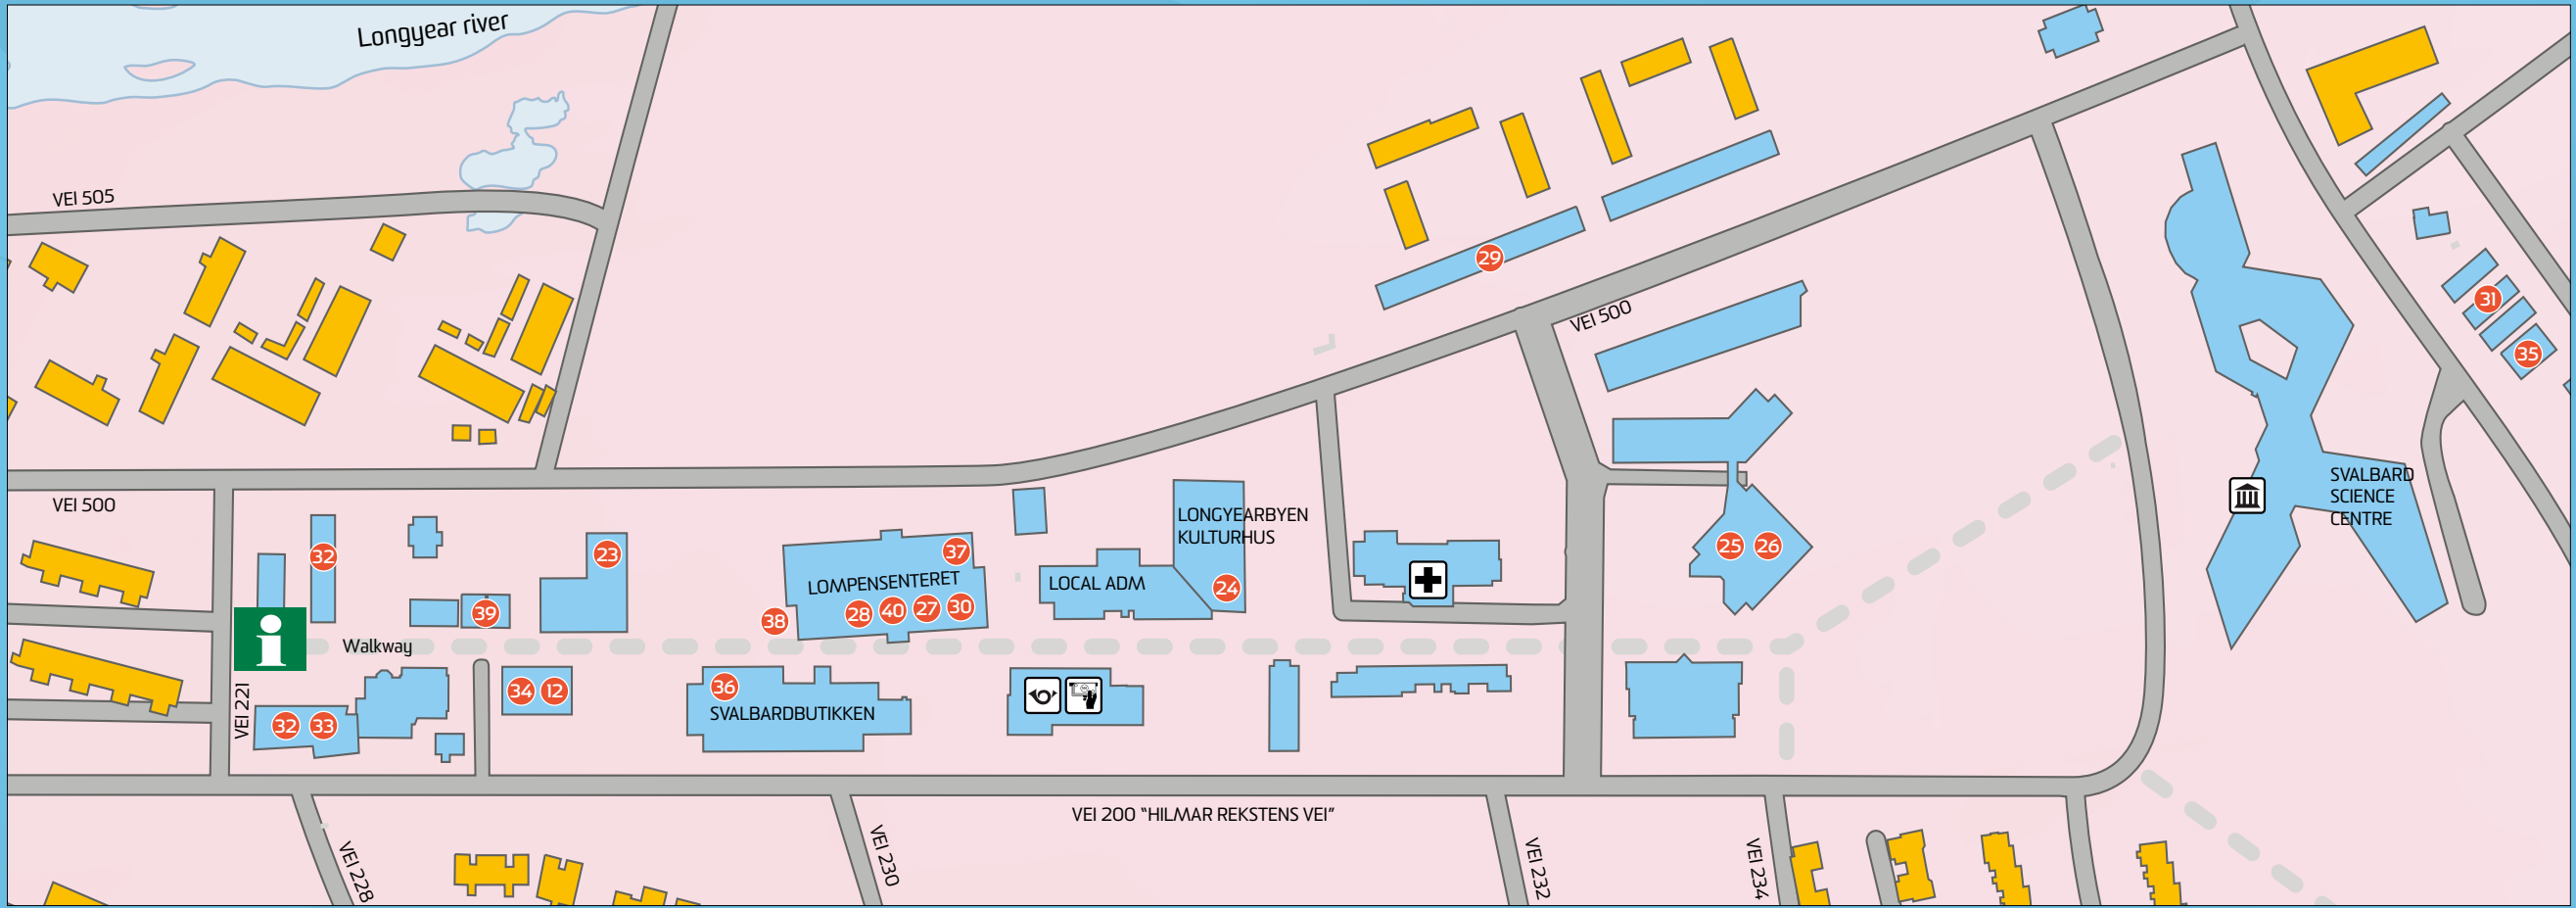 Longyear river
VEI 505
29
31
35
VEI 500
VEI 500
SVALBARD
SCIENCE
CENTRE
LONGYEARBYEN
KULTURHUS
32
23
37
25
26
LOMPENSENTERET
LOCAL ADM
24
39
38
28
40
27
30
i
Walkway
34
12
36
SVALBARDBUTIKKEN
VEI 221
32
33
VEI 200 “HILMAR REKSTENS VEI”
VEI 228
VEI 230
VEI 232
VEI 234